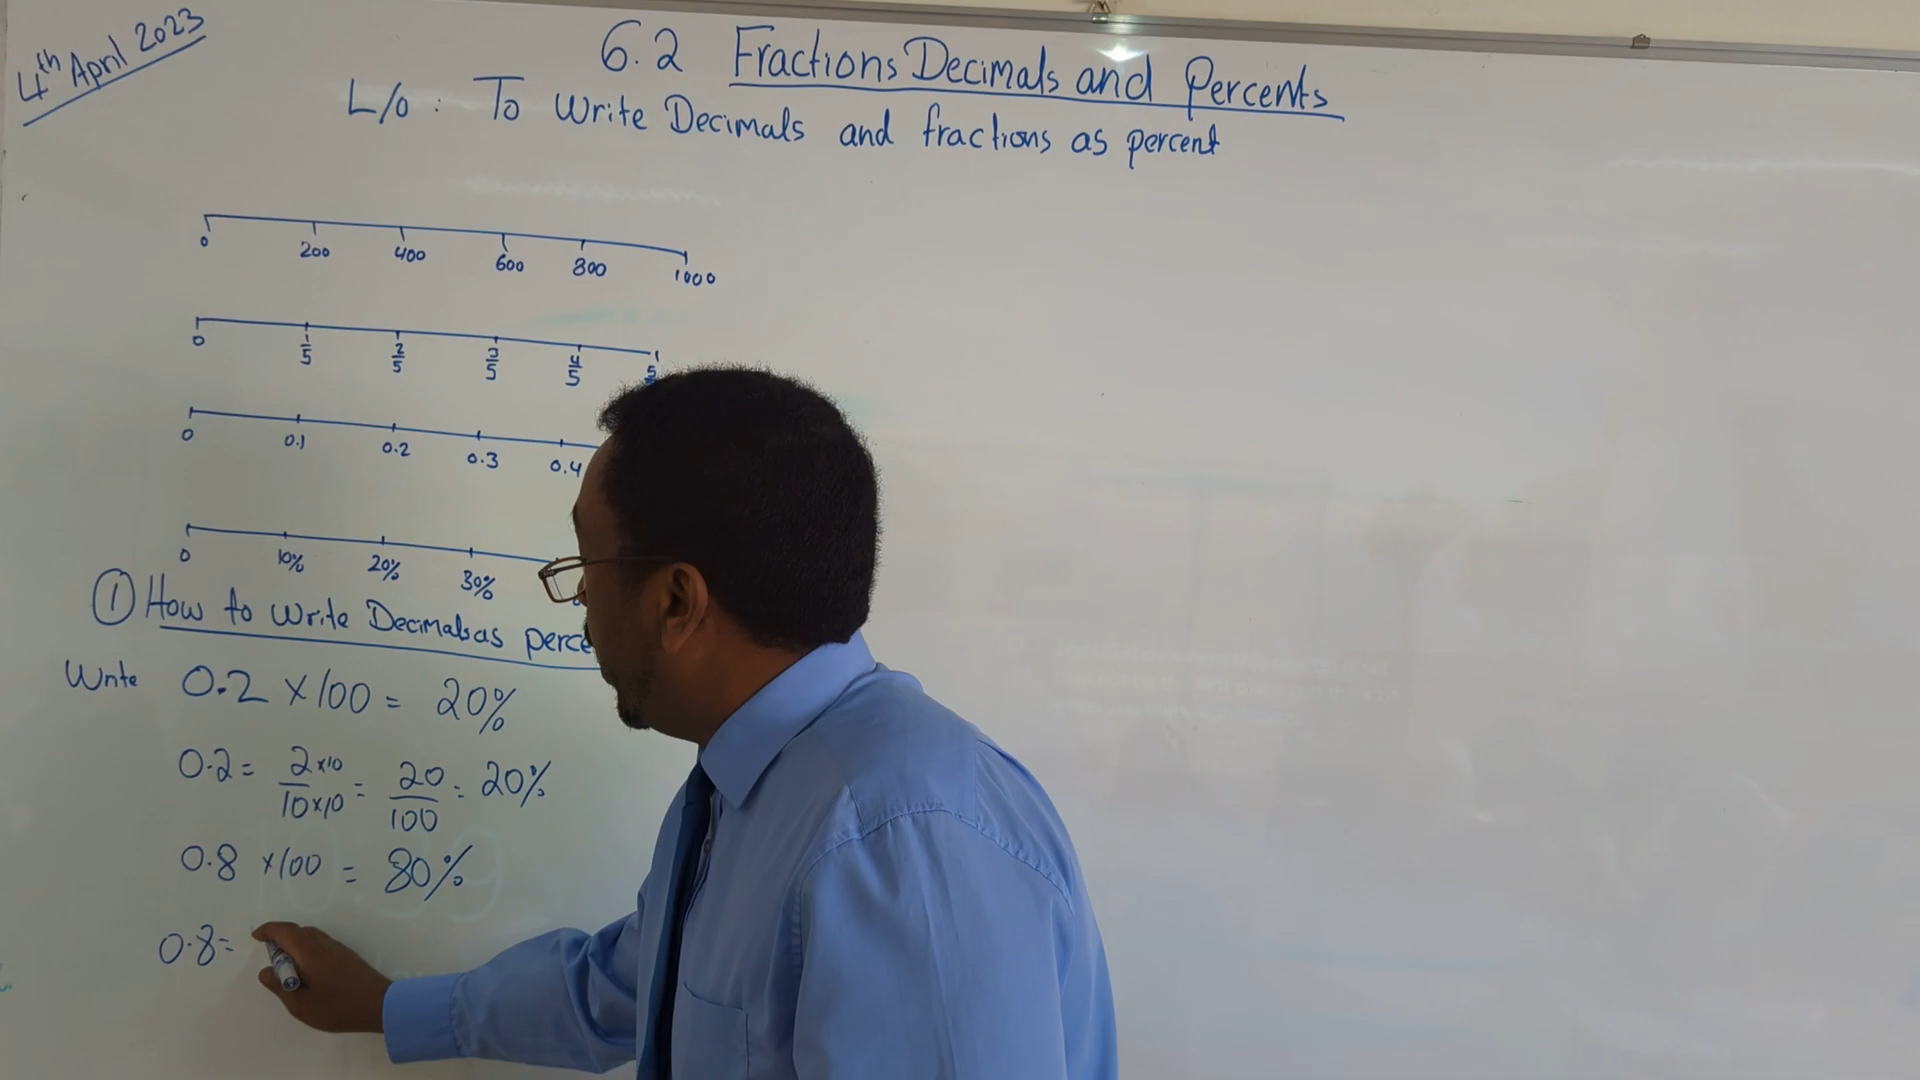 4th April 2023
6.2 Fractions Decimals and Percents
L/o : To Write Decimals and fractions as percent
0 200 400 600 800 1000
0 1/5 2/5 3/5 4/5 5
1
0 0.1 0.2 0.3 0.4
0 10% 20% 30%
① How to Write Decimals as perce
Write 0.2 × 100 = 20%
0.2 = 2×10/10×10 = 20/100 = 20%
0.8 × 100 = 80%
0.8 =